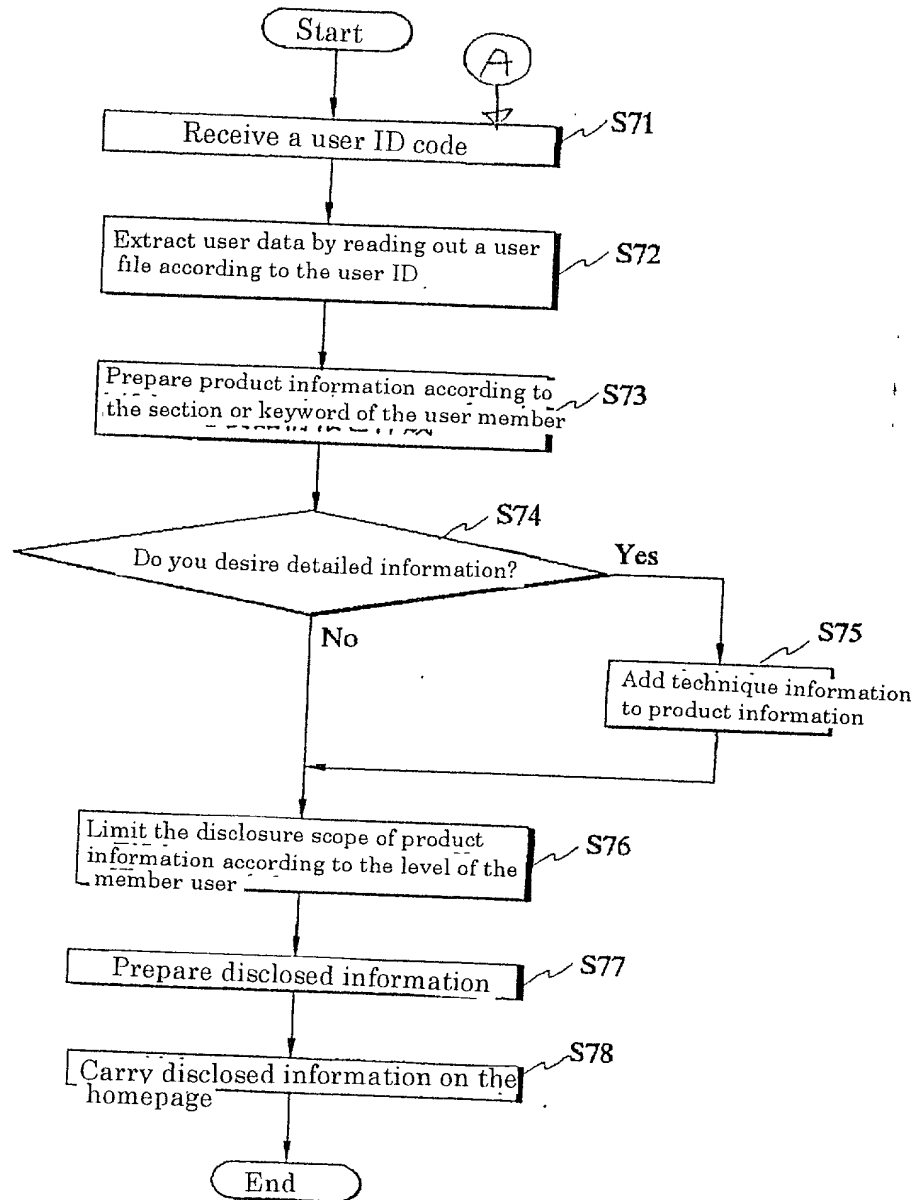 Start
A
Receive a user ID code
S71
Extract user data by reading out a user
file according to the user ID
S72
Prepare product information according to
the section or keyword of the user member
S73
S74
Do you desire detailed information?
Yes
No
S75
Add technique information
to product information
Limit the disclosure scope of product
information according to the level of the
member user
S76
Prepare disclosed information
S77
Carry disclosed information on the
homepage
S78
End